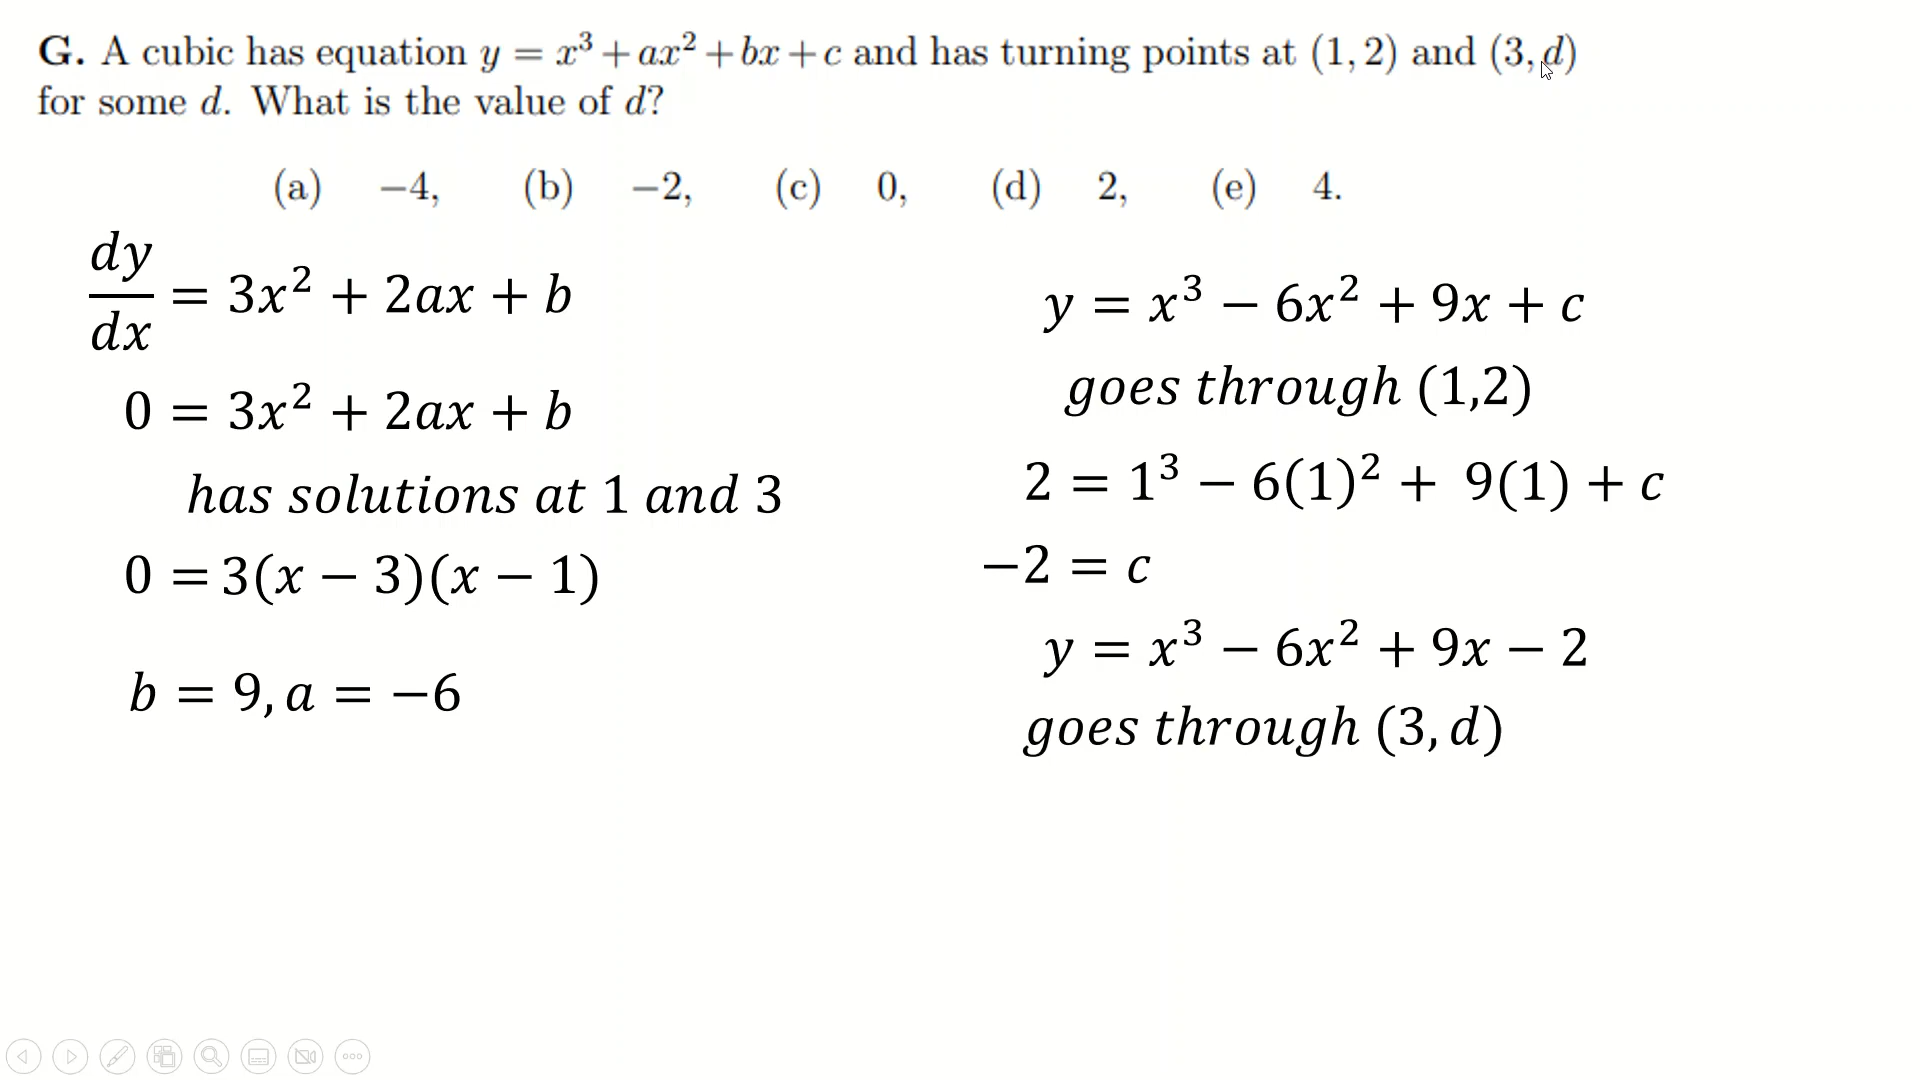 G. A cubic has equation y = x³ + ax² + bx + c and has turning points at (1, 2) and (3, d)
for some d. What is the value of d?
(a) −4, (b) −2, (c) 0, (d) 2, (e) 4.
dy/dx = 3x² + 2ax + b
0 = 3x² + 2ax + b
has solutions at 1 and 3
0 = 3(x − 3)(x − 1)
b = 9, a = −6
y = x³ − 6x² + 9x + c
goes through (1,2)
2 = 1³ − 6(1)² + 9(1) + c
−2 = c
y = x³ − 6x² + 9x − 2
goes through (3, d)